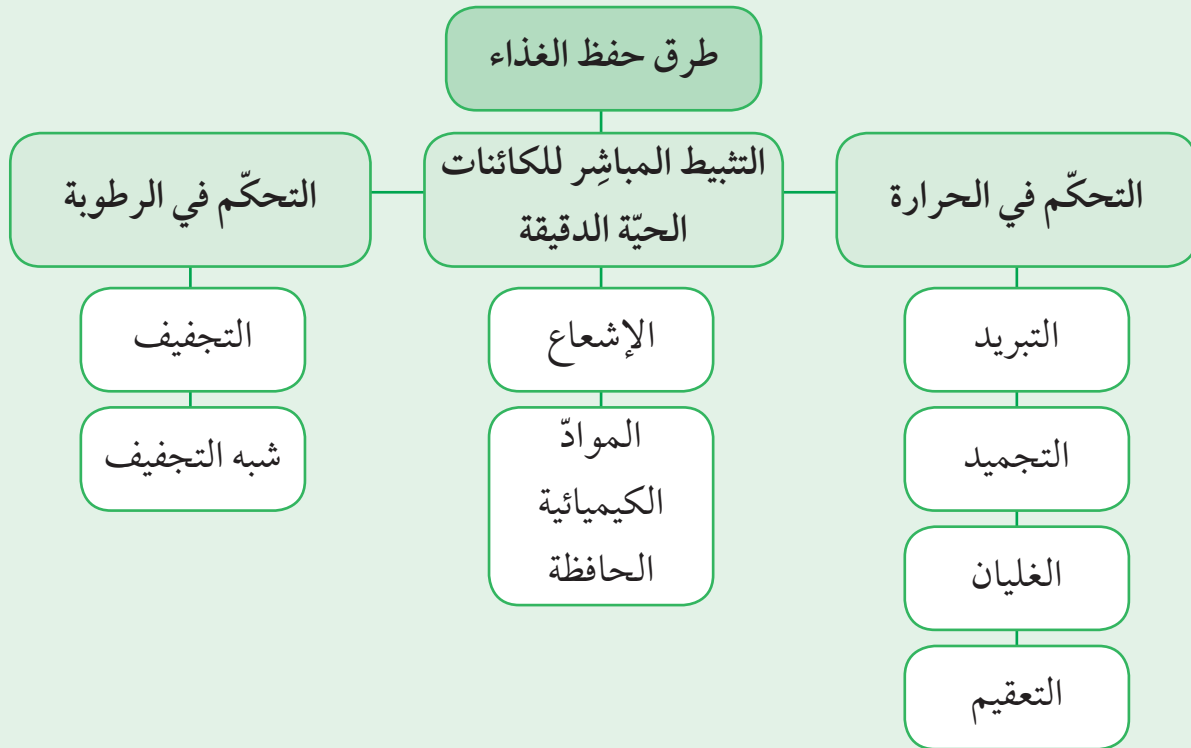 طرق حفظ الغذاء
التحكّم في الحرارة
التبريد
التجميد
الغليان
التعقيم
التثبيط المباشِر للكائنات
الحيّة الدقيقة
الإشعاع
الموادّ
الكيميائية
الحافظة
التحكّم في الرطوبة
التجفيف
شبه التجفيف